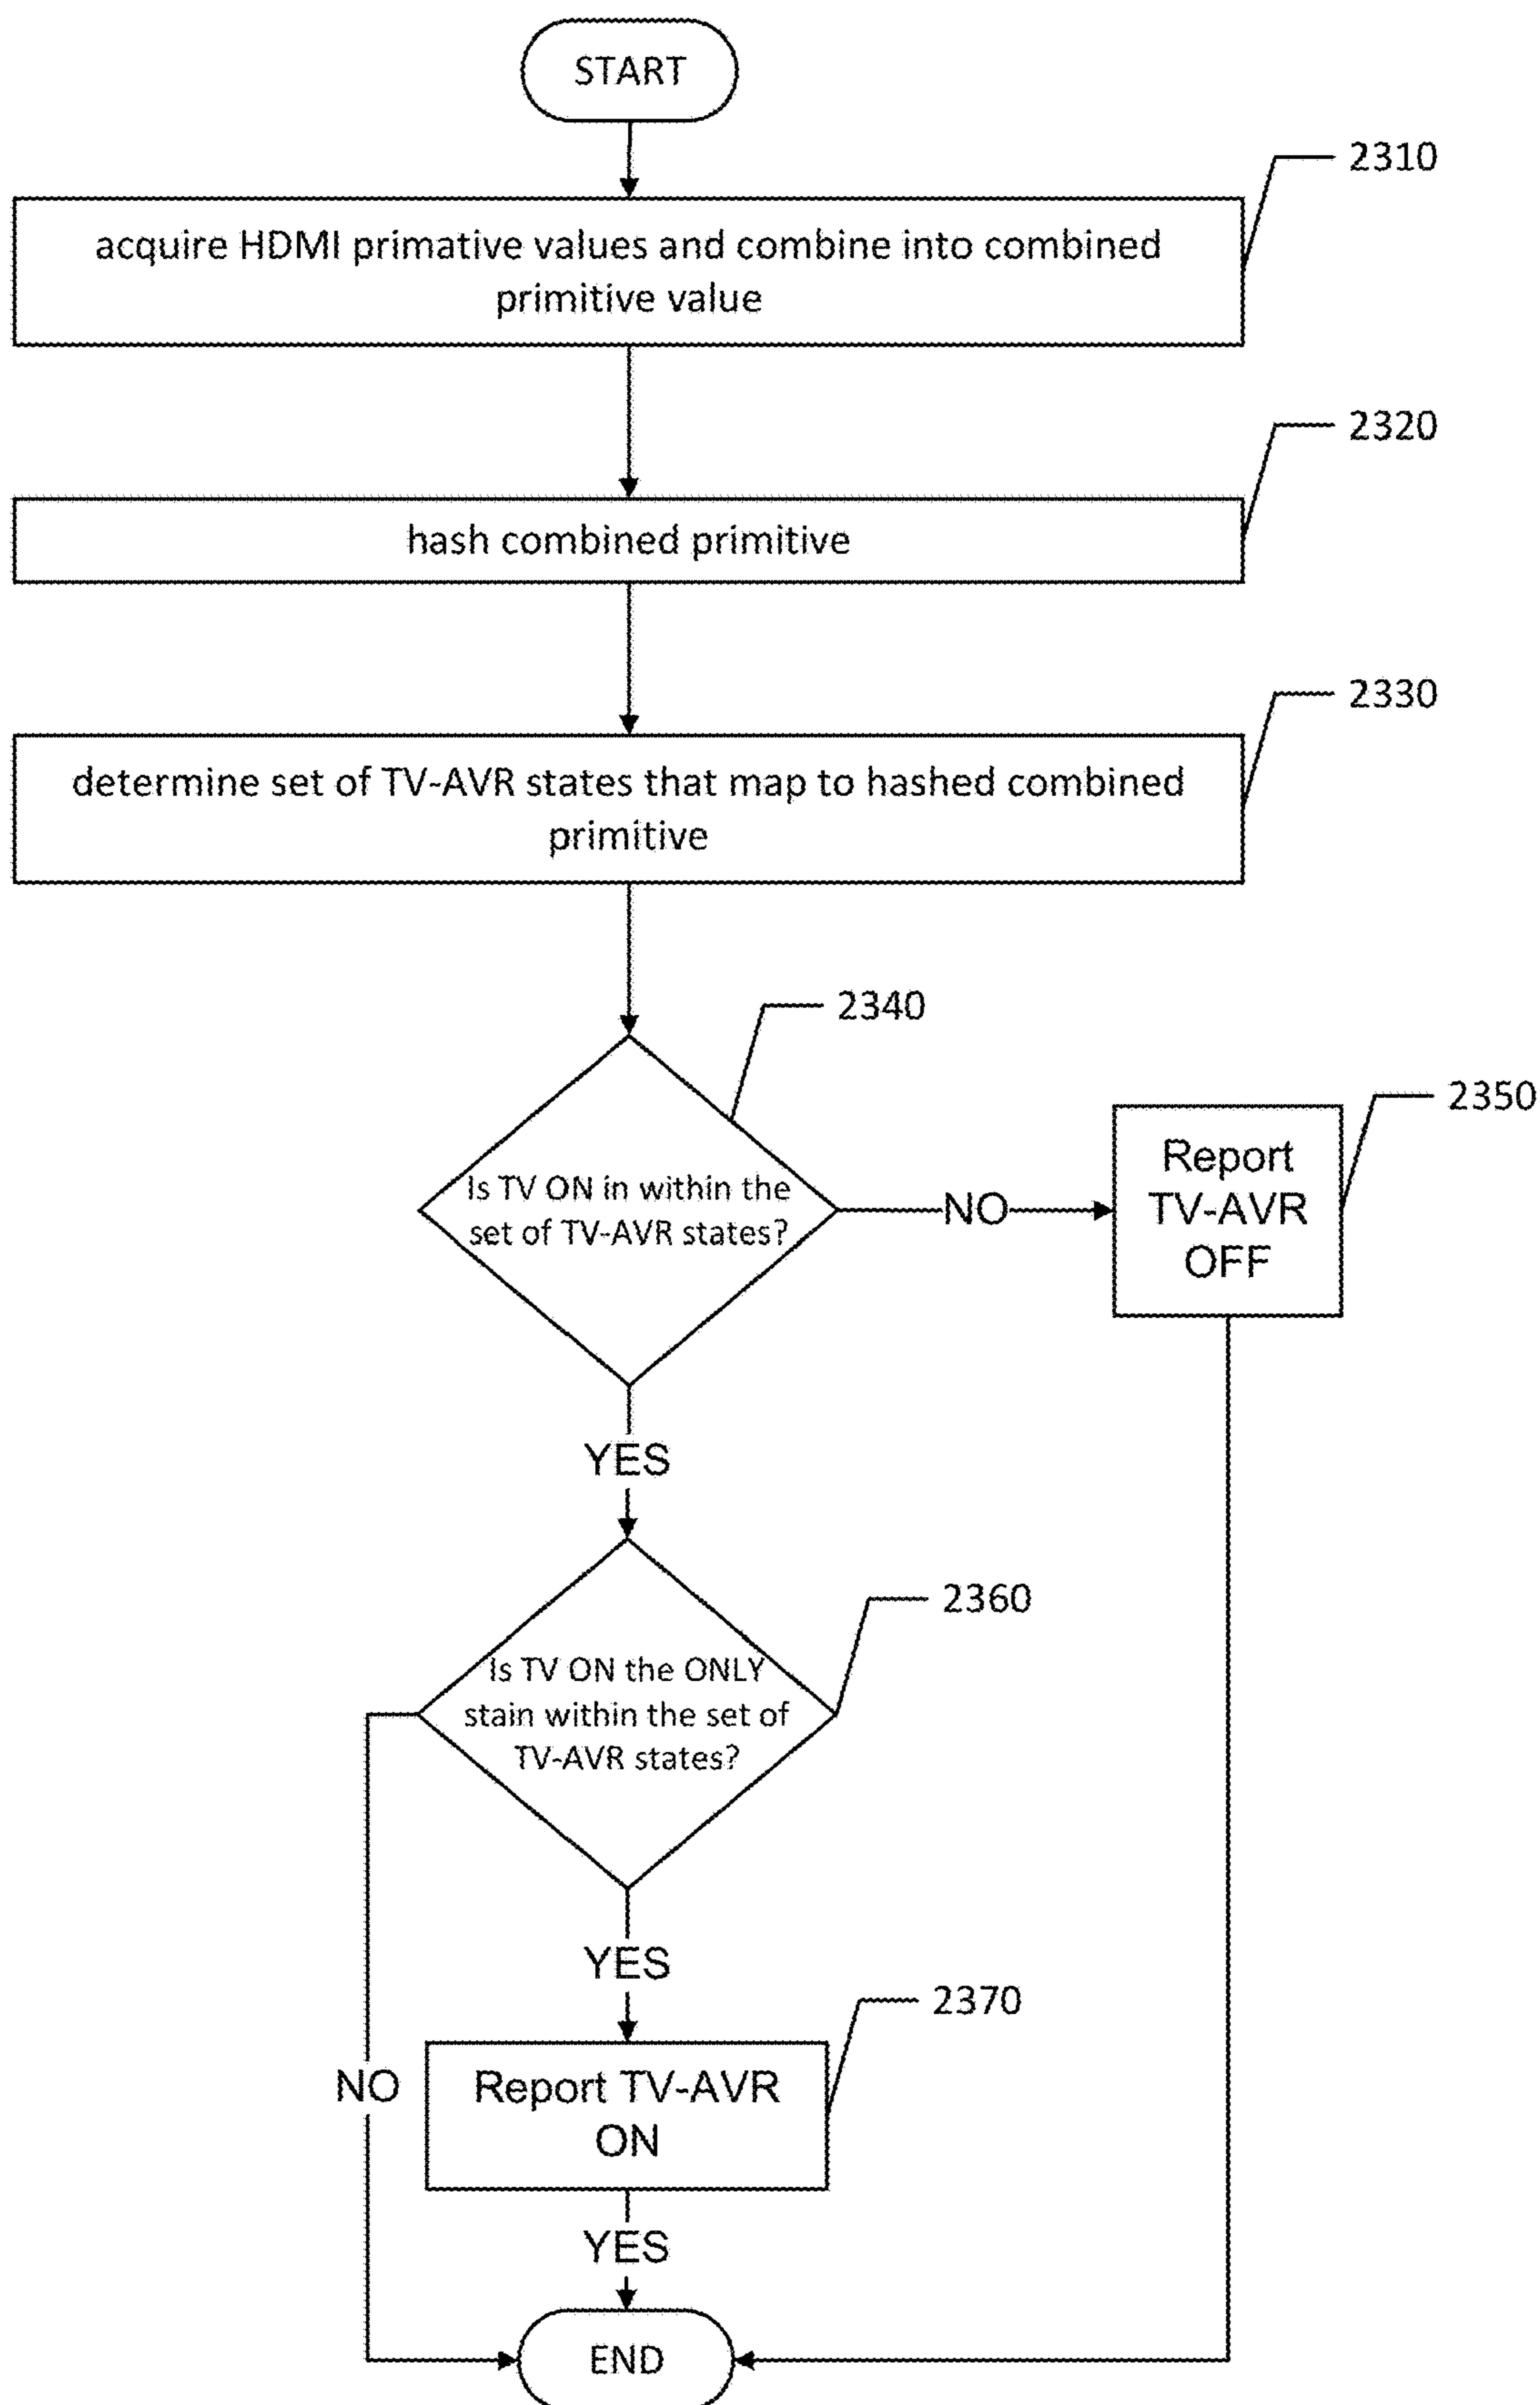 START
2310
acquire HDMI primative values and combine into combined
primitive value
2320
hash combined primitive
2330
determine set of TV-AVR states that map to hashed combined
primitive
2340
2350
Is TV ON in within the
set of TV-AVR states?
NO
Report
TV-AVR
OFF
YES
2360
Is TV ON the ONLY
stain within the set of
TV-AVR states?
YES
2370
NO
Report TV-AVR
ON
YES
END